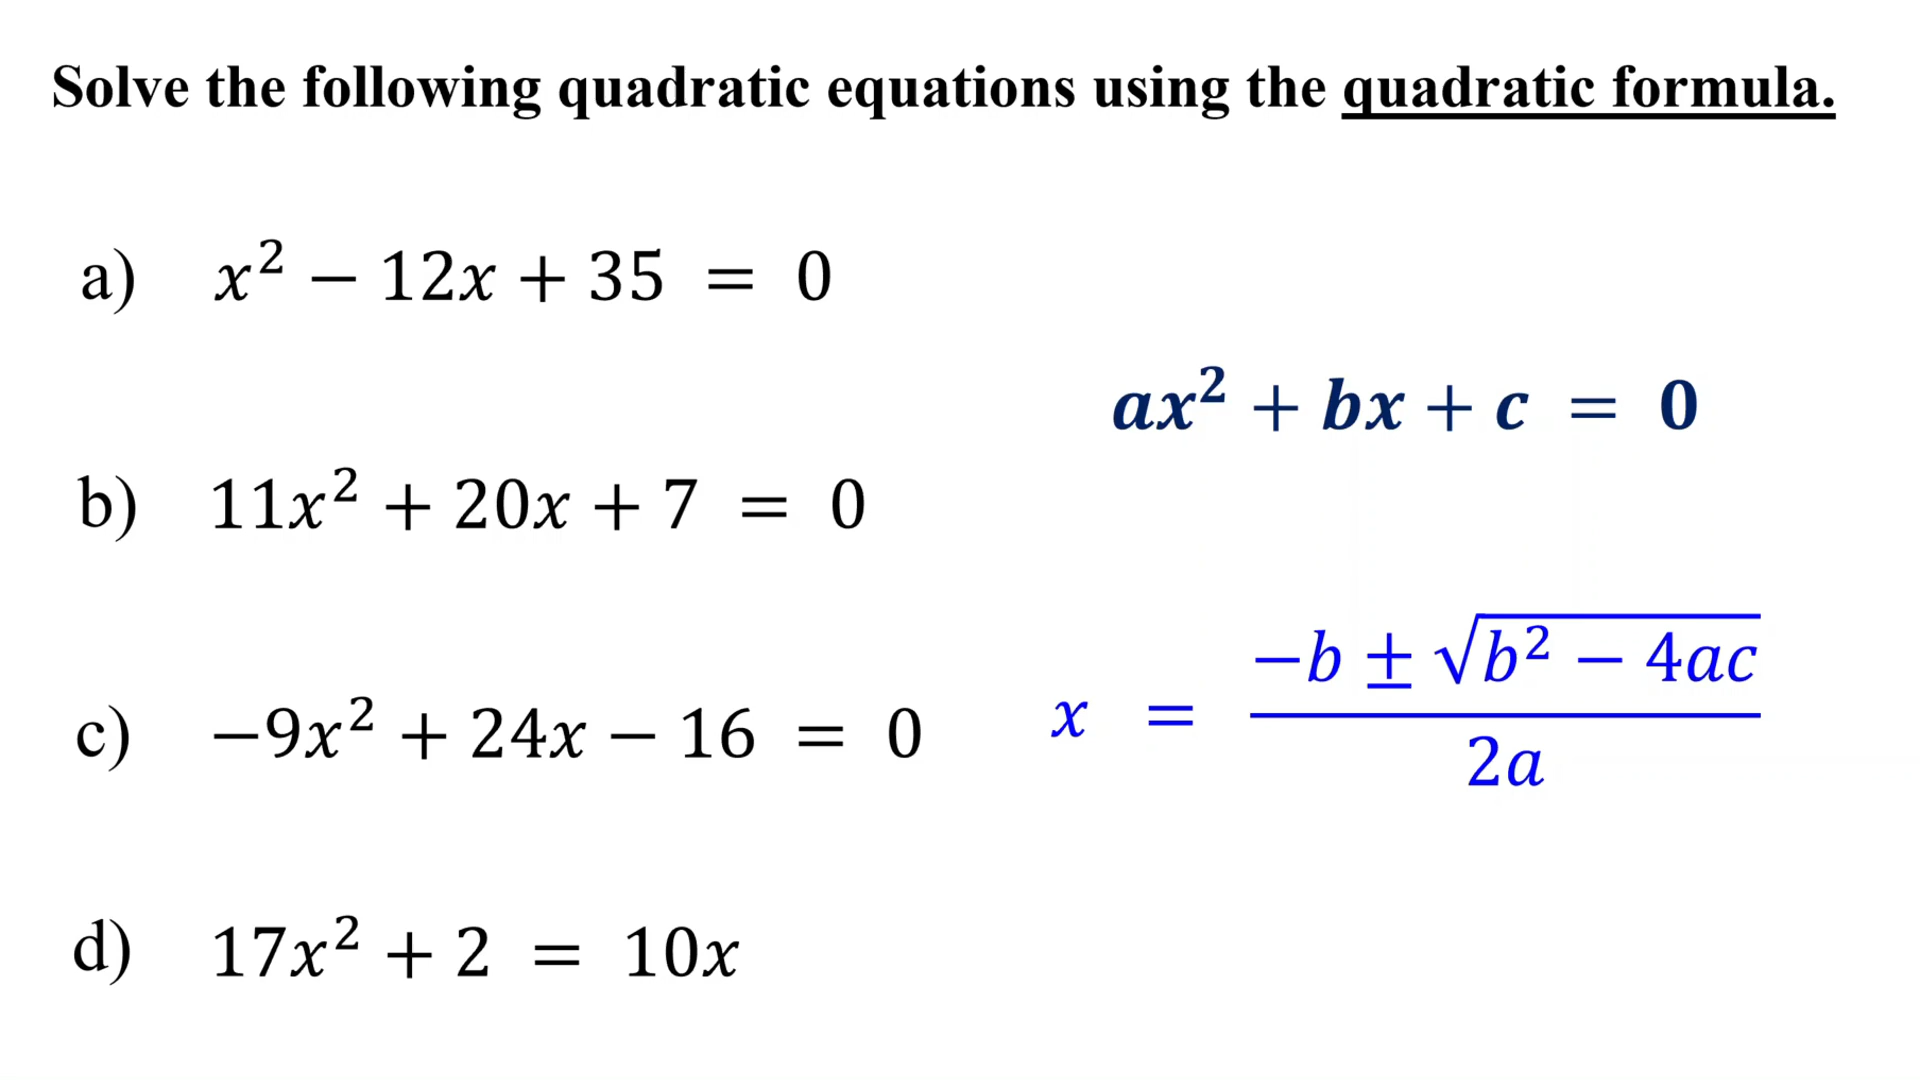 Solve the following quadratic equations using the quadratic formula.
a) x² − 12x + 35 = 0
ax² + bx + c = 0
b) 11x² + 20x + 7 = 0
c) −9x² + 24x − 16 = 0
x = (−b ± √(b² − 4ac)) / 2a
d) 17x² + 2 = 10x